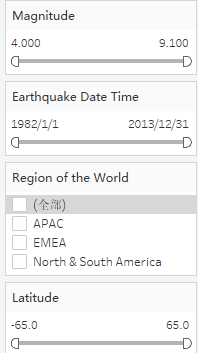 Magnitude
4.000 9.100
Earthquake Date Time
1982/1/1 2013/12/31
Region of the World
(全部)
APAC
EMEA
North & South America
Latitude
-65.0 65.0